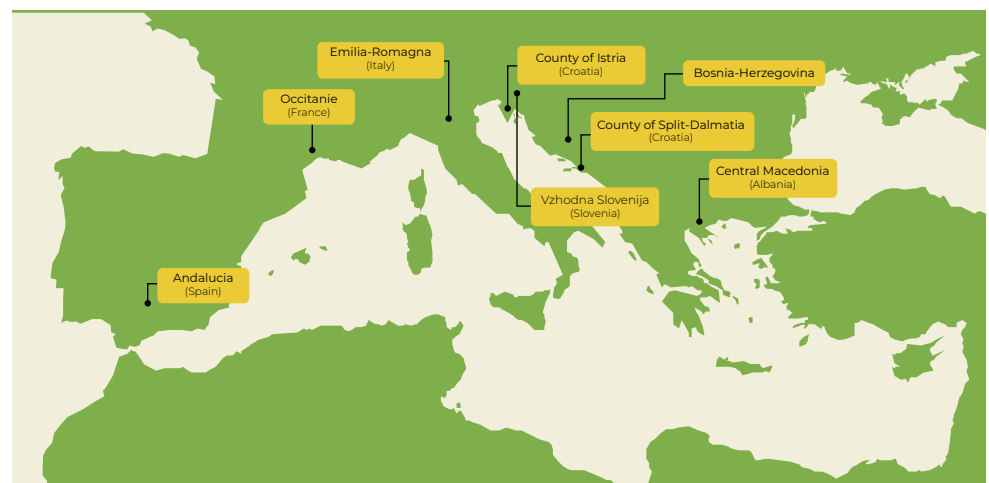 Emilia-Romagna
(Italy)
County of Istria
(Croatia)
Bosnia-Herzegovina
Occitanie
(France)
County of Split-Dalmatia
(Croatia)
Central Macedonia
(Albania)
Vzhodna Slovenija
(Slovenia)
Andalucia
(Spain)